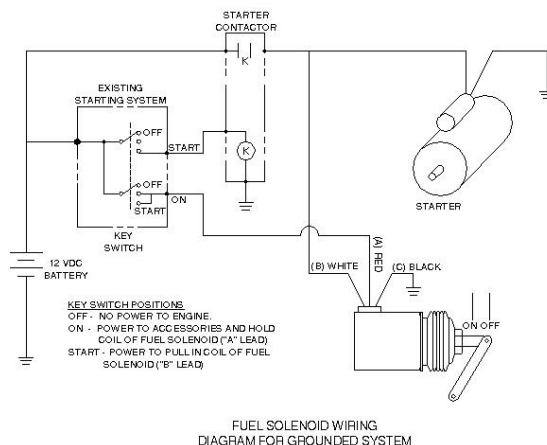 STARTER
CONTACTOR
K
EXISTING
STARTING SYSTEM
OFF
START
K
OFF
ON
START
KEY
SWITCH
STARTER
12 VDC
BATTERY
(B) WHITE
(A) RED
(C) BLACK
ON OFF
KEY SWITCH POSITIONS
OFF - NO POWER TO ENGINE.
ON - POWER TO ACCESSORIES AND HOLD
COIL OF FUEL SOLENOID ("A" LEAD)
START - POWER TO PULL IN COIL OF FUEL
SOLENOID ("B" LEAD)
FUEL SOLENOID WIRING
DIAGRAM FOR GROUNDED SYSTEM